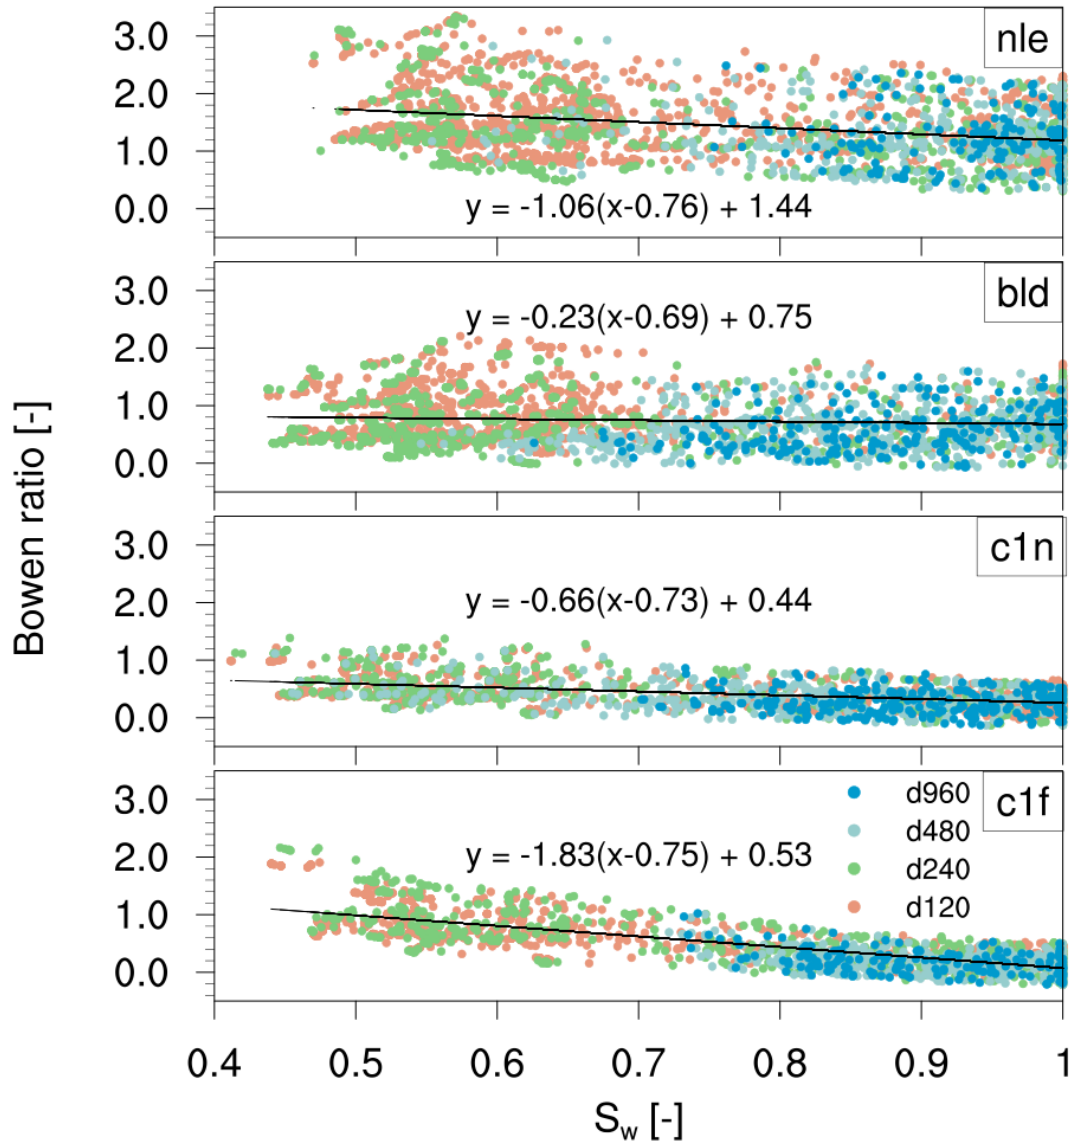 Bowen ratio [-]
3.0
2.0
1.0
0.0
nle
y = -1.06(x-0.76) + 1.44
3.0
2.0
1.0
0.0
bld
y = -0.23(x-0.69) + 0.75
3.0
2.0
1.0
0.0
c1n
y = -0.66(x-0.73) + 0.44
3.0
2.0
1.0
0.0
c1f
y = -1.83(x-0.75) + 0.53
d960
d480
d240
d120
0.4 0.5 0.6 0.7 0.8 0.9 1
S_w [-]